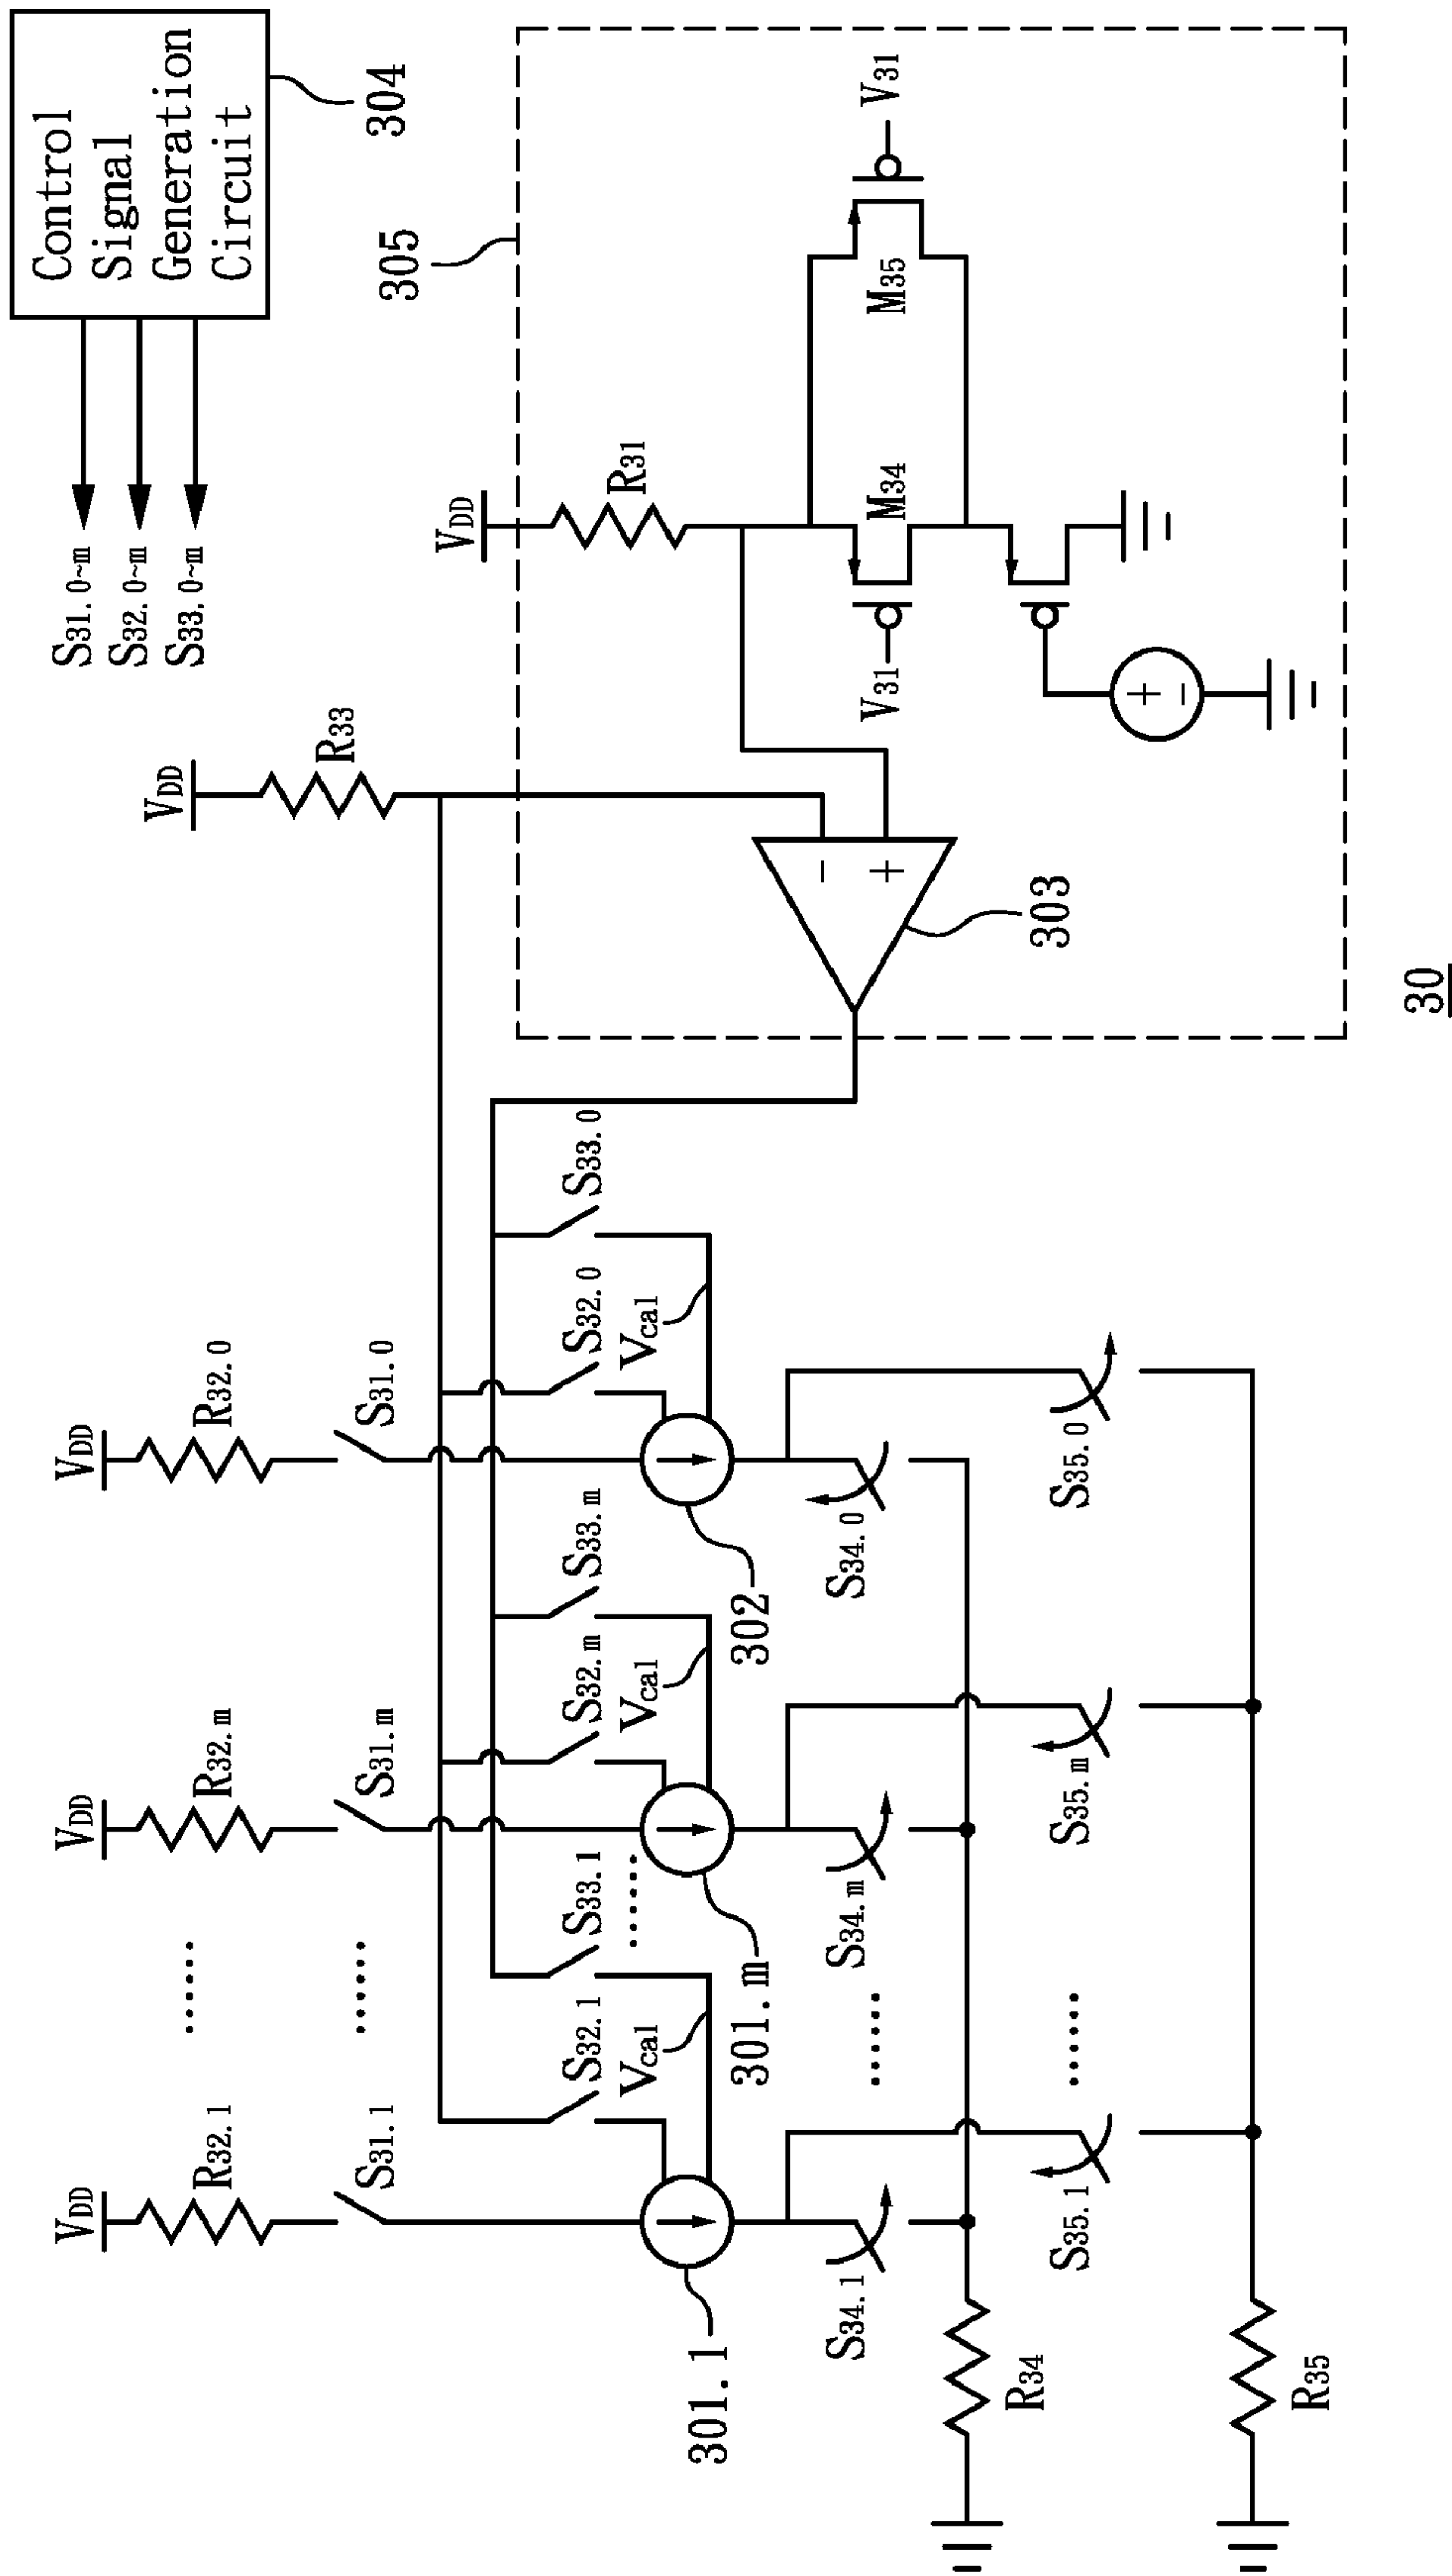 Control
Signal
Generation
Circuit
304
S31.0~m
S32.0~m
S33.0~m
305
VDD
R31
M34
V31
M35
V31
+
-
VDD
R33
-
+
303
30
VDD
R32.1
S31.1
......
......
VDD
R32.m
S31.m
VDD
R32.0
S31.0
S32.1
Vcal
S33.1
......
S32.m
Vcal
S33.m
S32.0
Vcal
S33.0
301.1
301.m
302
S34.1
......
S34.m
S34.0
S35.1
......
S35.m
S35.0
R34
R35